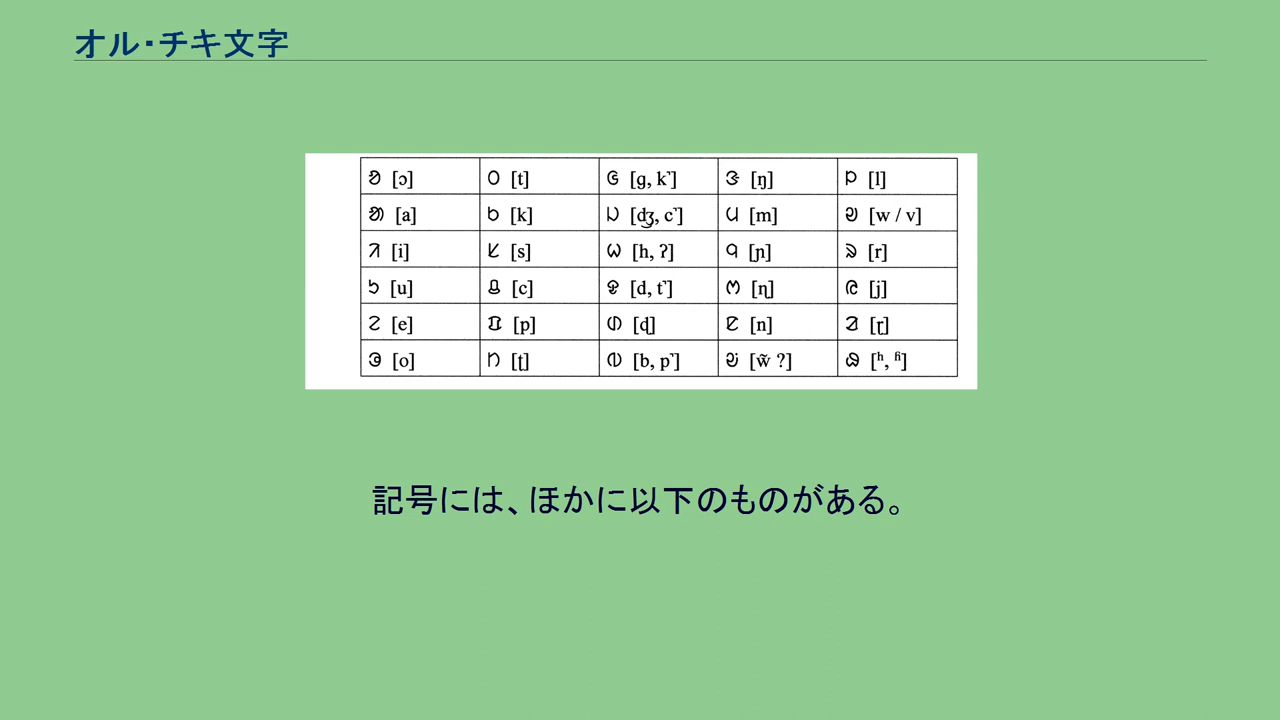 オル・チキ文字
ᱚ [ɔ] ᱛ [t] ᱜ [ɡ, k̚] ᱝ [ŋ] ᱞ [l]
ᱟ [a] ᱠ [k] ᱡ [d͜ʒ, c̚] ᱢ [m] ᱣ [w / v]
ᱤ [i] ᱥ [s] ᱦ [h, ʔ] ᱧ [ɲ] ᱨ [r]
ᱩ [u] ᱪ [c] ᱫ [d, t̚] ᱬ [ɳ] ᱭ [j]
ᱮ [e] ᱯ [p] ᱰ [ɖ] ᱱ [n] ᱲ [ɽ]
ᱳ [o] ᱴ [ʈ] ᱵ [b, p̚] ᱶ [w̃ ?] ᱷ [ʰ, ʱ]
記号には、ほかに以下のものがある。